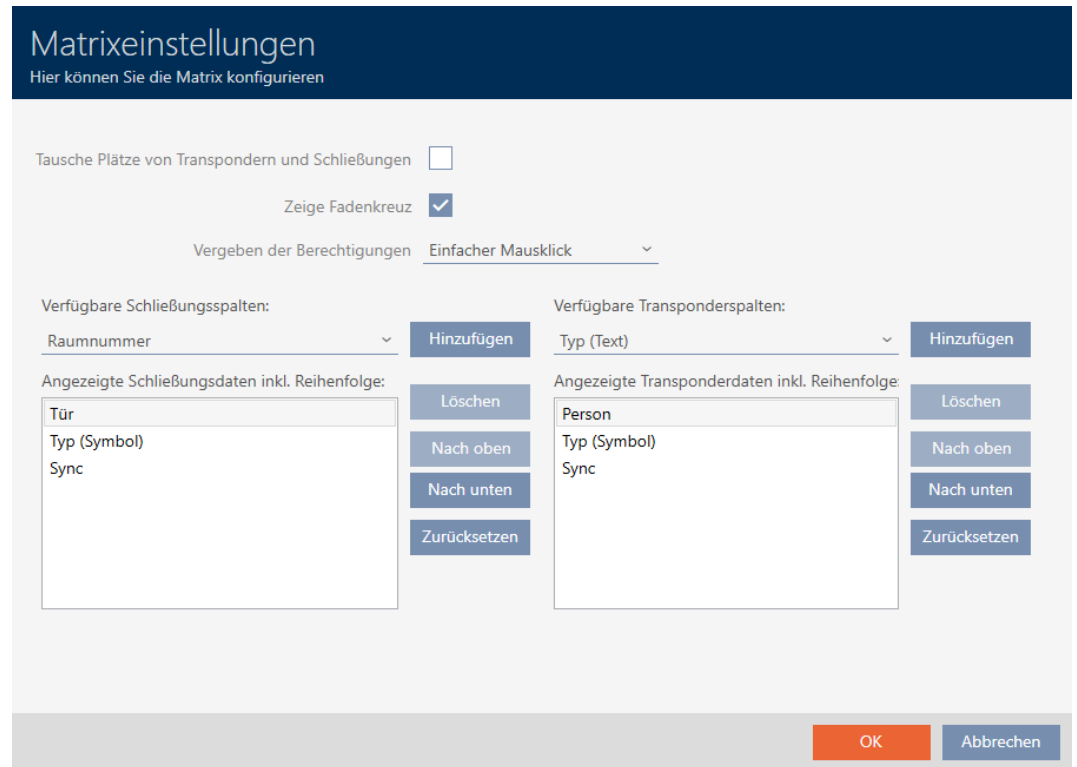 Matrixeinstellungen
Hier können Sie die Matrix konfigurieren
Tausche Plätze von Transpondern und Schließungen
Zeige Fadenkreuz
Vergeben der Berechtigungen Einfacher Mausklick
Verfügbare Schließungsspalten:
Raumnummer
Hinzufügen
Angezeigte Schließungsdaten inkl. Reihenfolge:
Tür
Typ (Symbol)
Sync
Löschen
Nach oben
Nach unten
Zurücksetzen
Verfügbare Transponderspalten:
Typ (Text)
Hinzufügen
Angezeigte Transponderdaten inkl. Reihenfolge:
Person
Typ (Symbol)
Sync
Löschen
Nach oben
Nach unten
Zurücksetzen
OK
Abbrechen